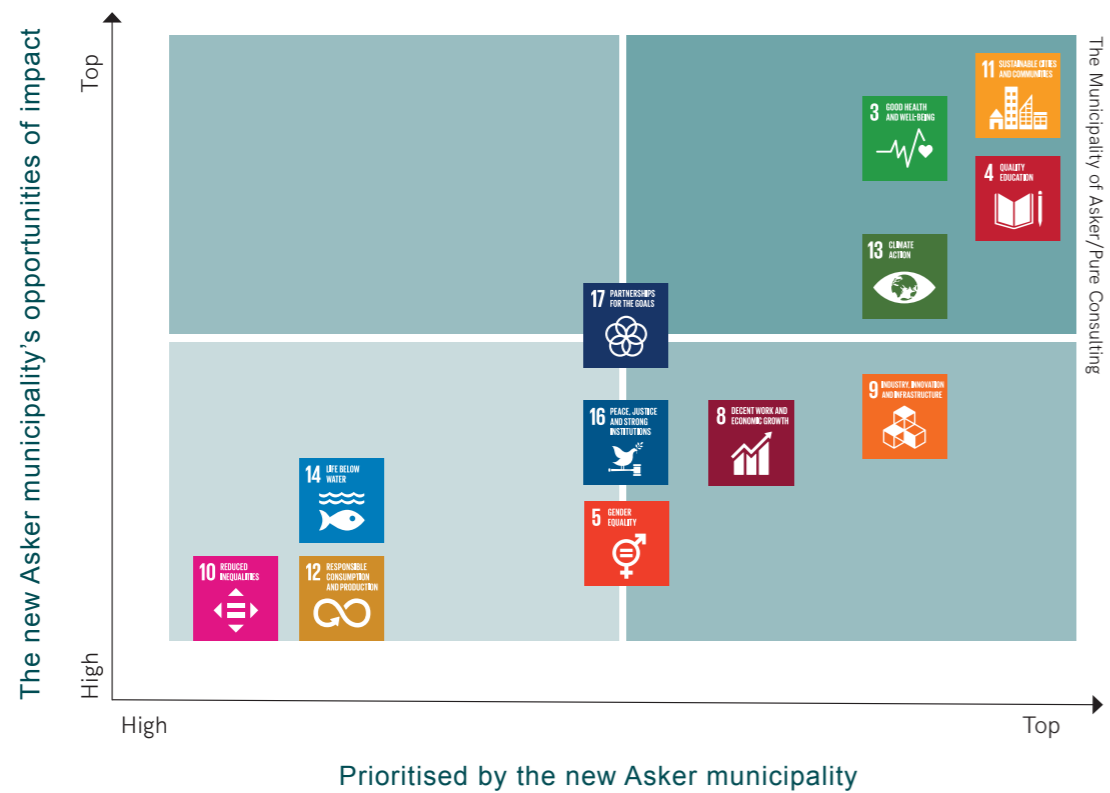 The new Asker municipality's opportunities of impact
Top
High
11 SUSTAINABLE CITIES
AND COMMUNITIES
3 GOOD HEALTH
AND WELL-BEING
4 QUALITY
EDUCATION
13 CLIMATE
ACTION
17 PARTNERSHIPS
FOR THE GOALS
9 INDUSTRY, INNOVATION
AND INFRASTRUCTURE
16 PEACE, JUSTICE
AND STRONG
INSTITUTIONS
8 DECENT WORK AND
ECONOMIC GROWTH
14 LIFE BELOW
WATER
5 GENDER
EQUALITY
10 REDUCED
INEQUALITIES
12 RESPONSIBLE
CONSUMPTION
AND PRODUCTION
The Municipality of Asker/Pure Consulting
High
Top
Prioritised by the new Asker municipality